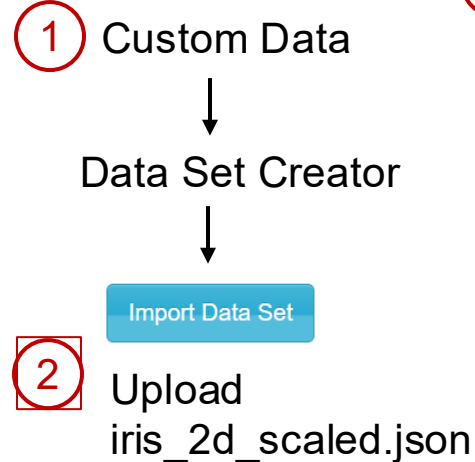 1 Custom Data
Data Set Creator
Import Data Set
2 Upload
iris_2d_scaled.json